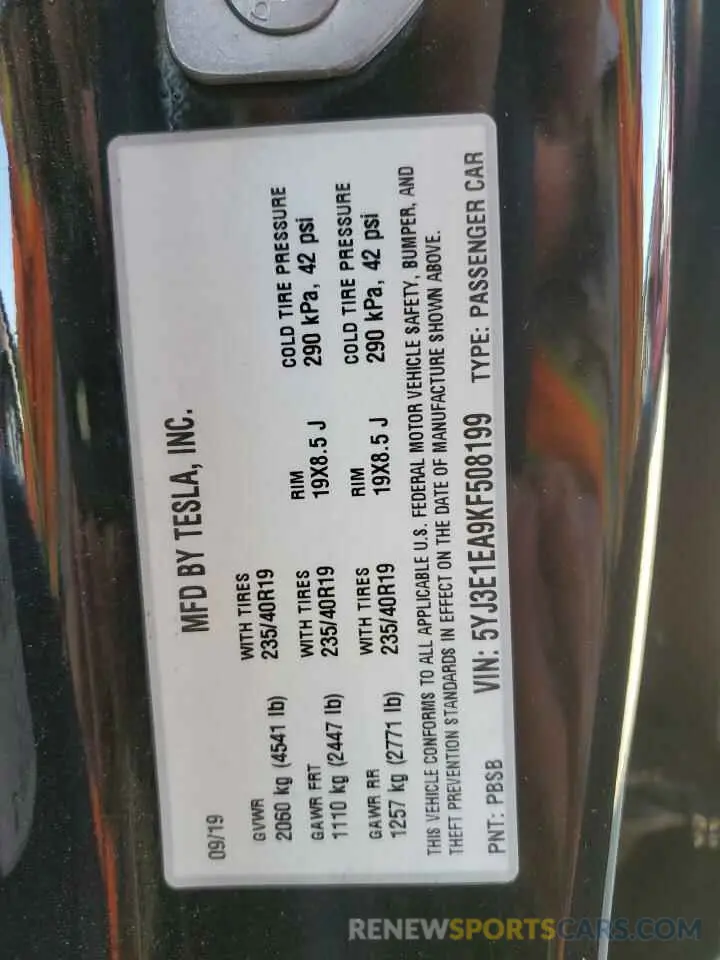 MFD BY TESLA, INC.
09/19
GVWR WITH TIRES
2060 kg (4541 lb) 235/40R19
GAWR FRT WITH TIRES RIM COLD TIRE PRESSURE
1110 kg (2447 lb) 235/40R19 19X8.5 J 290 kPa, 42 psi
GAWR RR WITH TIRES RIM COLD TIRE PRESSURE
1257 kg (2771 lb) 235/40R19 19X8.5 J 290 kPa, 42 psi
THIS VEHICLE CONFORMS TO ALL APPLICABLE U.S. FEDERAL MOTOR VEHICLE SAFETY, BUMPER, AND
THEFT PREVENTION STANDARDS IN EFFECT ON THE DATE OF MANUFACTURE SHOWN ABOVE.
PNT: PBSB VIN: 5YJ3E1EA9KF508199 TYPE: PASSENGER CAR
RENEWSPORTSCARS.COM